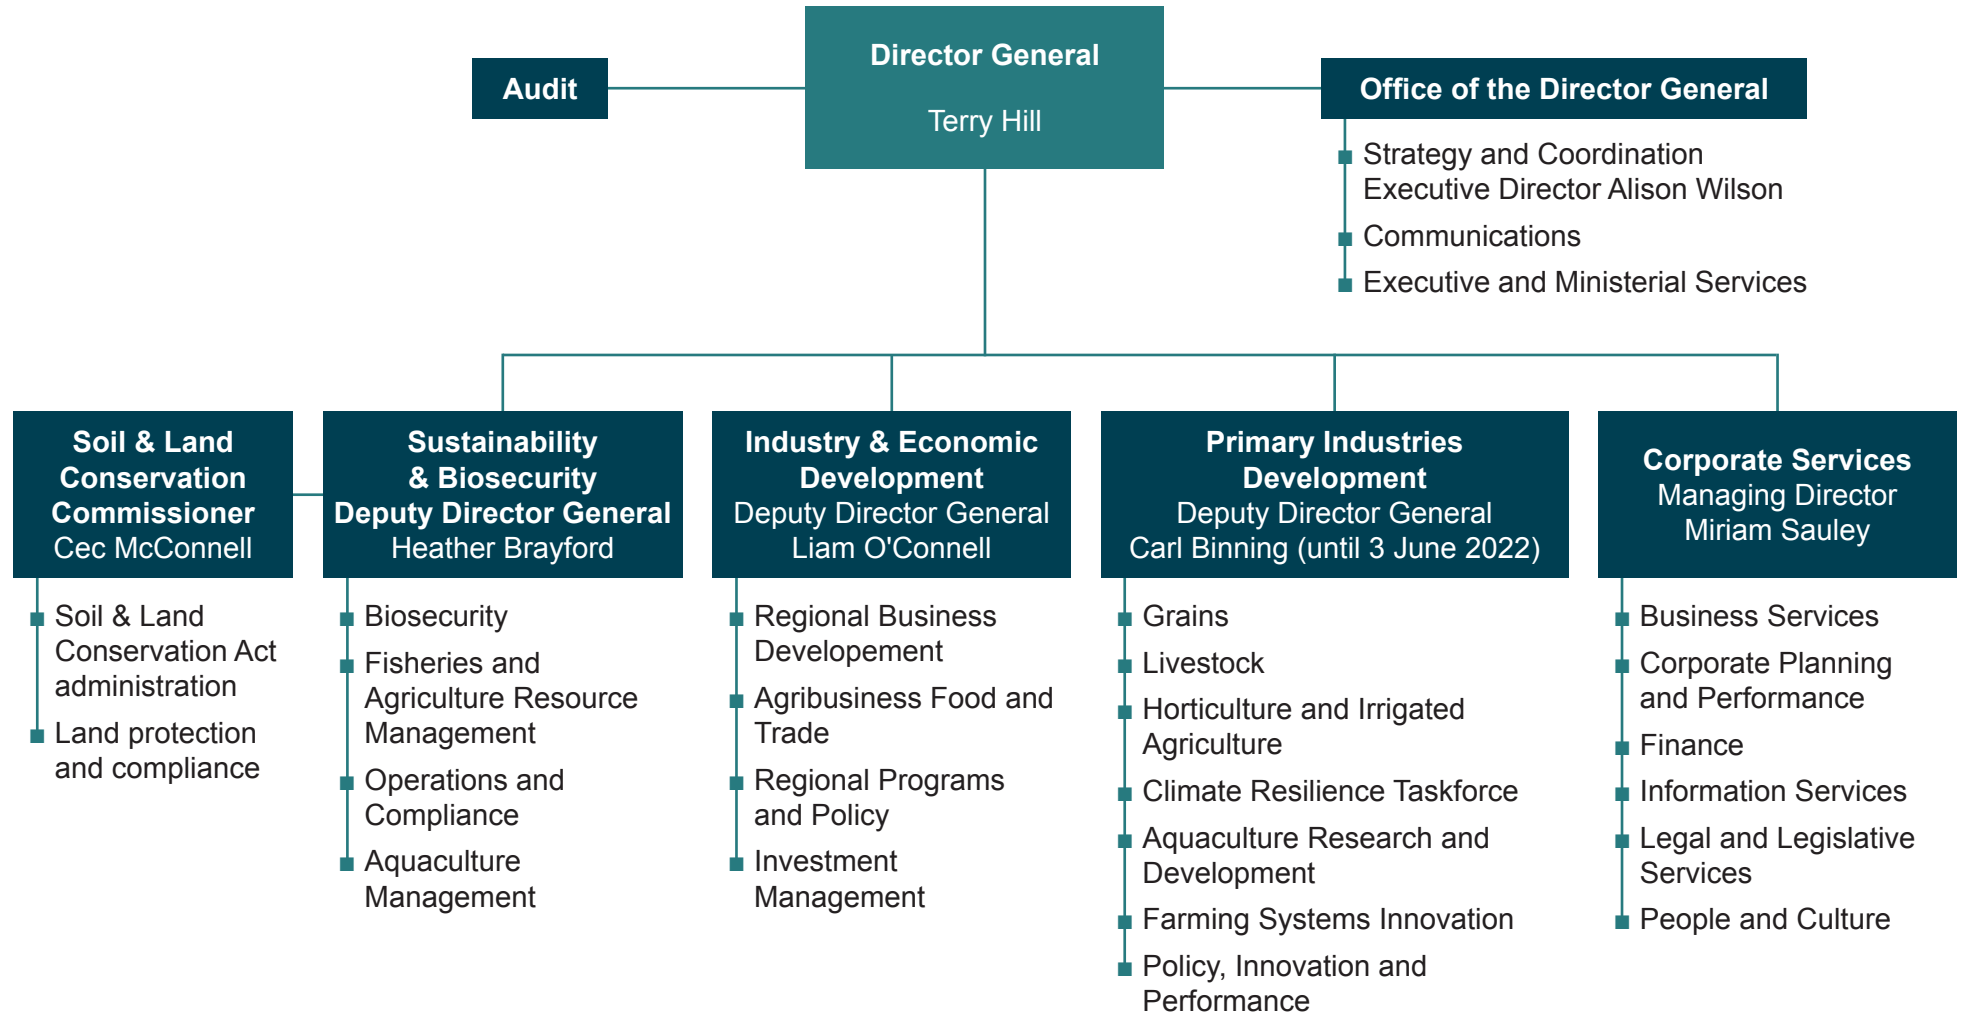 Director General
Terry Hill
Audit
Office of the Director General
Strategy and Coordination
Executive Director Alison Wilson
Communications
Executive and Ministerial Services
Soil & Land
Conservation
Commissioner
Cec McConnell
Soil & Land
Conservation Act
administration
Land protection
and compliance
Sustainability
& Biosecurity
Deputy Director General
Heather Brayford
Biosecurity
Fisheries and
Agriculture Resource
Management
Operations and
Compliance
Aquaculture
Management
Industry & Economic
Development
Deputy Director General
Liam O'Connell
Regional Business
Developement
Agribusiness Food and
Trade
Regional Programs
and Policy
Investment
Management
Primary Industries
Development
Deputy Director General
Carl Binning (until 3 June 2022)
Grains
Livestock
Horticulture and Irrigated
Agriculture
Climate Resilience Taskforce
Aquaculture Research and
Development
Farming Systems Innovation
Policy, Innovation and
Performance
Corporate Services
Managing Director
Miriam Sauley
Business Services
Corporate Planning
and Performance
Finance
Information Services
Legal and Legislative
Services
People and Culture